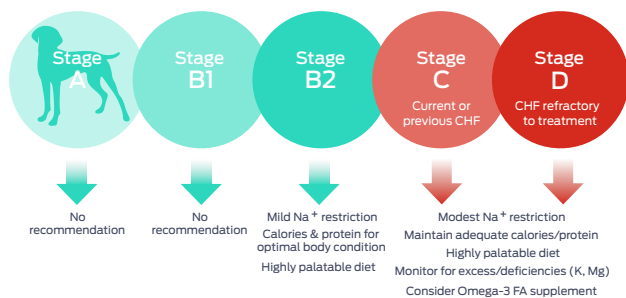 Stage
A
Stage
B1
Stage
B2
Stage
C
Current or
previous CHF
Stage
D
CHF refractory
to treatment
No
recommendation
No
recommendation
Mild Na⁺ restriction
Calories & protein for
optimal body condition
Highly palatable diet
Modest Na⁺ restriction
Maintain adequate calories/protein
Highly palatable diet
Monitor for excess/deficiencies (K, Mg)
Consider Omega-3 FA supplement